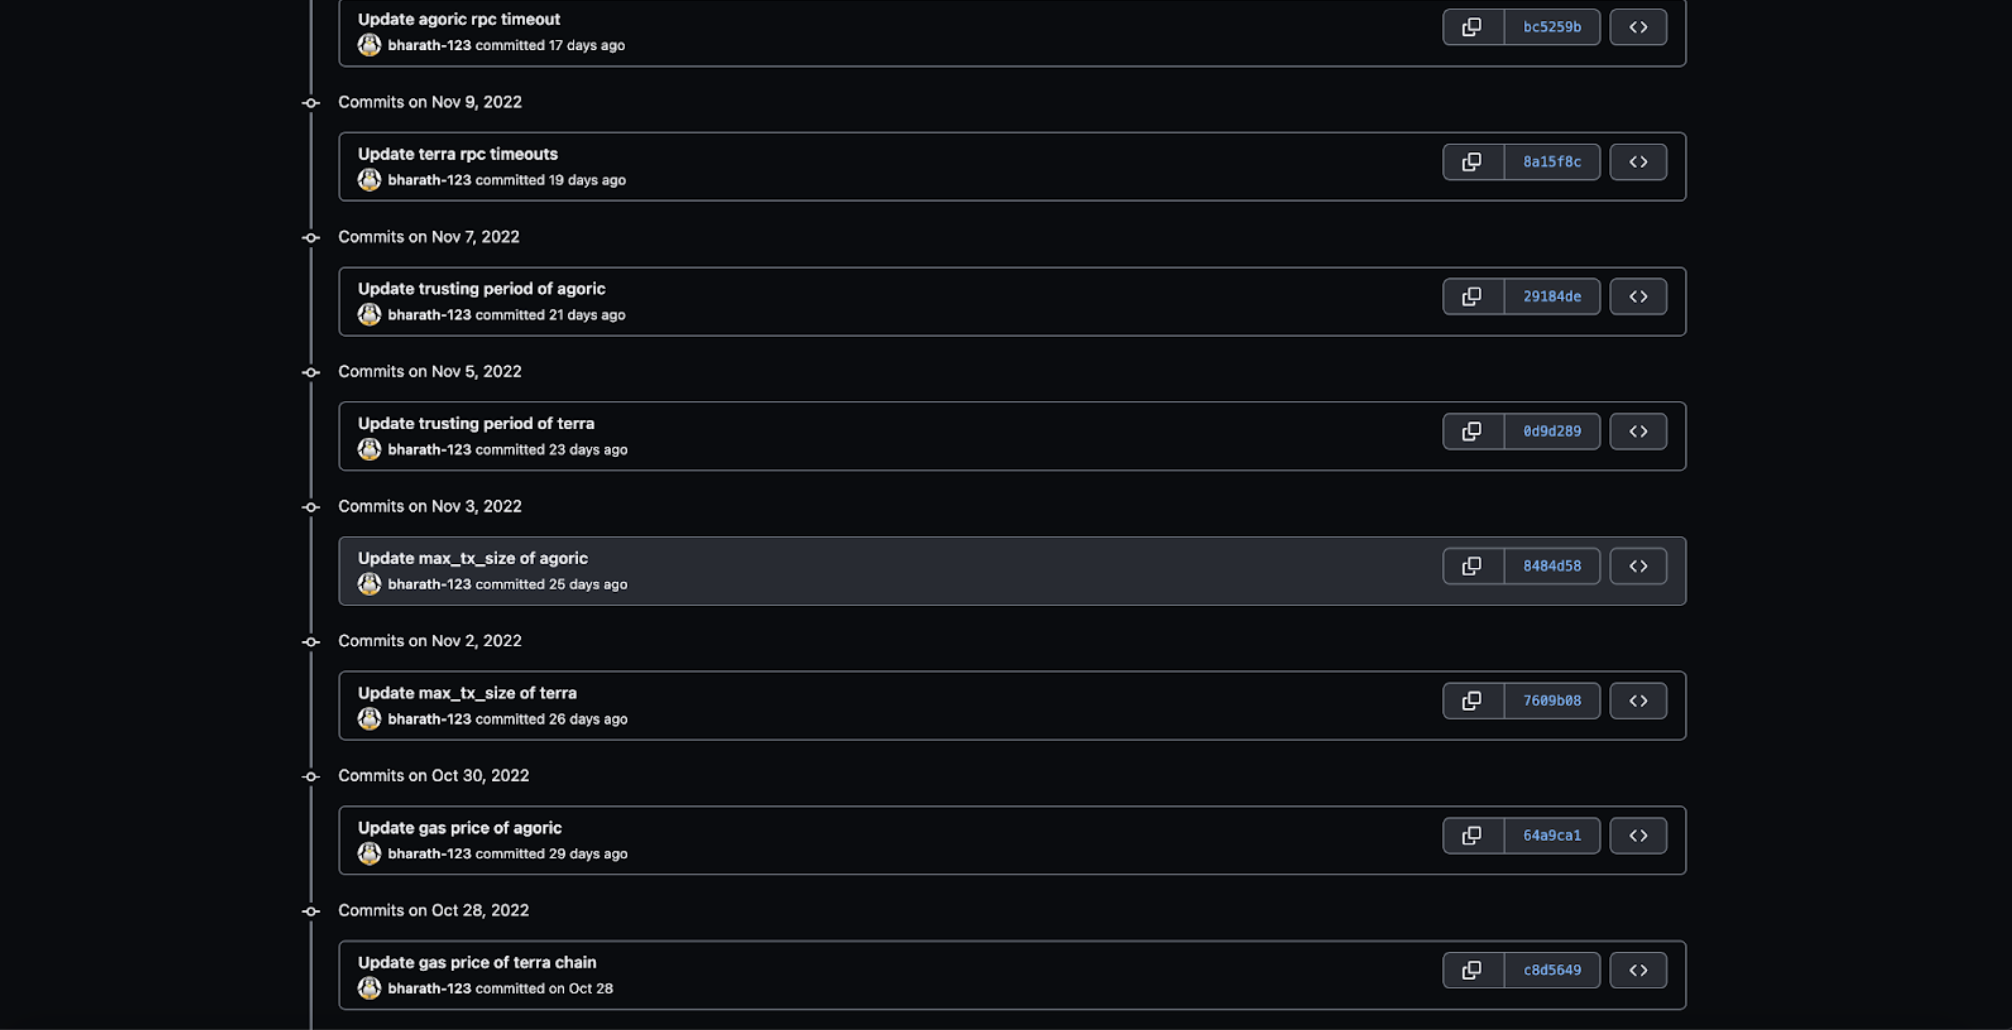 Update agoric rpc timeout
bc5259b
bharath-123 committed 17 days ago
Commits on Nov 9, 2022
Update terra rpc timeouts
8a15f8c
bharath-123 committed 19 days ago
Commits on Nov 7, 2022
Update trusting period of agoric
29184de
bharath-123 committed 21 days ago
Commits on Nov 5, 2022
Update trusting period of terra
0d9d289
bharath-123 committed 23 days ago
Commits on Nov 3, 2022
Update max_tx_size of agoric
8484d58
bharath-123 committed 25 days ago
Commits on Nov 2, 2022
Update max_tx_size of terra
7609b08
bharath-123 committed 26 days ago
Commits on Oct 30, 2022
Update gas price of agoric
64a9ca1
bharath-123 committed 29 days ago
Commits on Oct 28, 2022
Update gas price of terra chain
c8d5649
bharath-123 committed on Oct 28